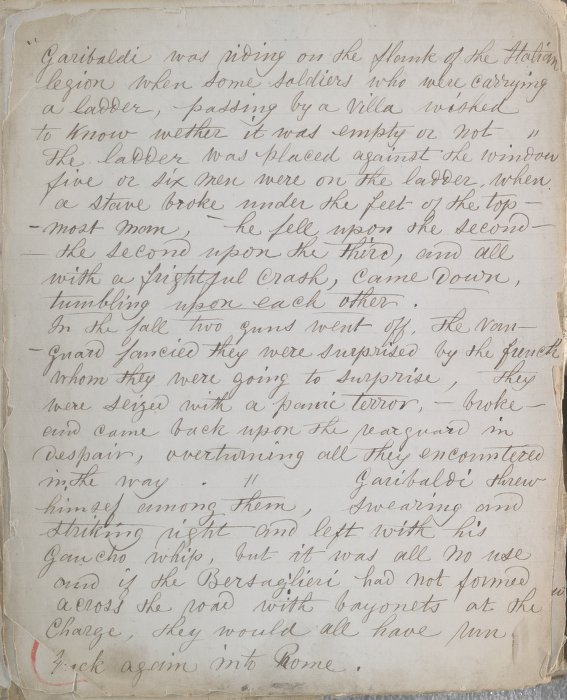 "Garibaldi was riding on the flank of the Italian
legion when some soldiers who were carrying
a ladder, passing by a villa wished
to know wether it was empty or not "
The ladder was placed against the window
five or six men were on the ladder, when
a stave broke under the feet of the top-
-most man, - he fell upon the second-
- the second upon the third, and all
with a frightful crash, came down,
tumbling upon each other.
In the fall two guns went off, The van-
-guard fancied they were surprised by the french
whom they were going to surprise, they
were seized with a panic terror, - broke-
and came back upon the rearguard in
despair, overturning all they encountered
in the way . " Garibaldi threw
himsef among them, swearing and
striking right and left with his
gaucho whip, but it was all no use
and if the Bersaglieri had not formed
across the road with bayonets at the
Charge, they would all have run
back again into Rome.